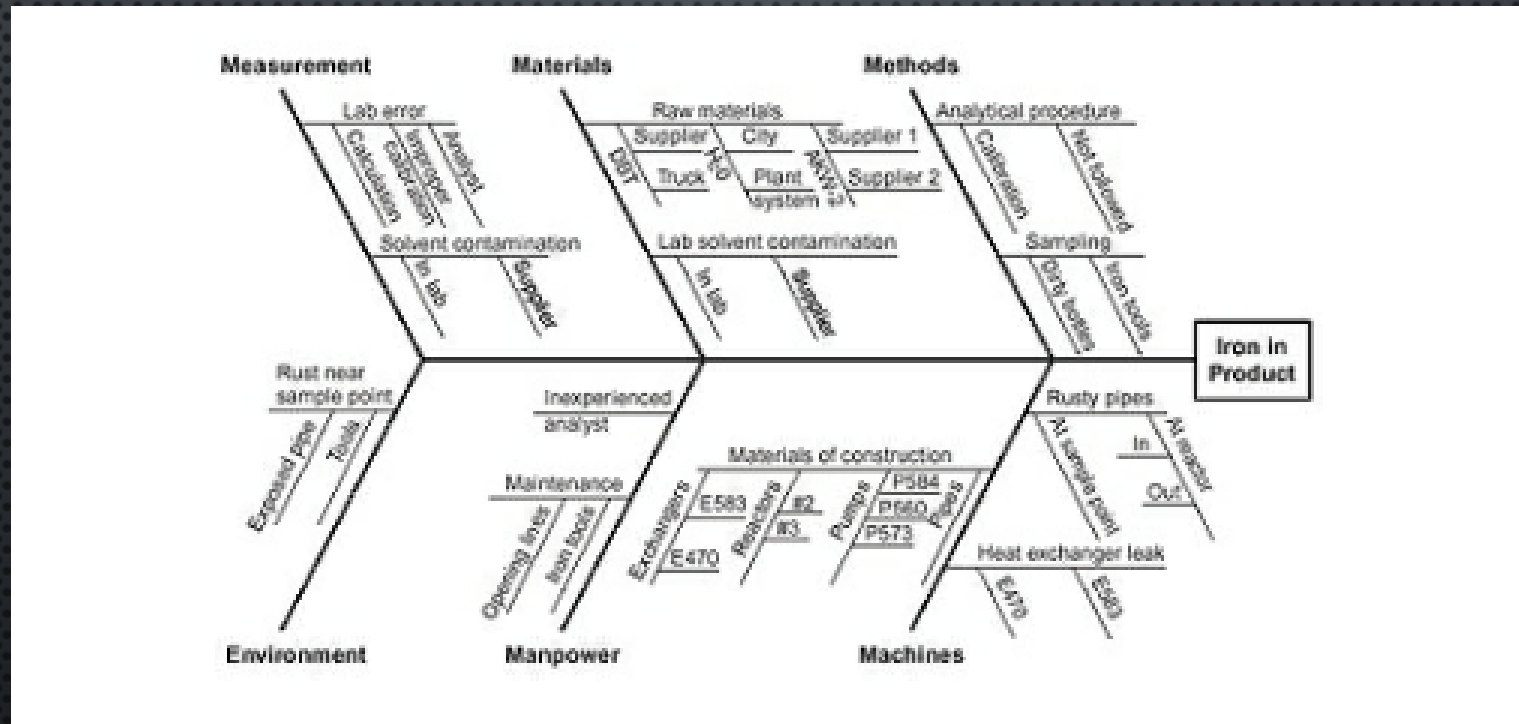 Measurement
Materials
Methods
Lab error
Calculation
Improper
calibration
Analyst
Solvent contamination
In lab
Supplier
Raw materials
DBT
Supplier
Truck
H₂0
City
Plant
system
Supplier 1
Supplier 2
Lab solvent contamination
In lab
Supplier
Analytical procedure
Calibration
Not followed
Sampling
Dirty bottles
Iron tools
Iron in
Product
Rust near
sample point
Exposed pipe
Tools
Inexperienced
analyst
Maintenance
Opening lines
Iron tools
Materials of construction
Exchangers
E583
E470
Reactors
#2
#3
Pumps
P584
P560
P573
Pipes
Rusty pipes
At sample point
At reactor
In
Out
Heat exchanger leak
E470
E583
Environment
Manpower
Machines